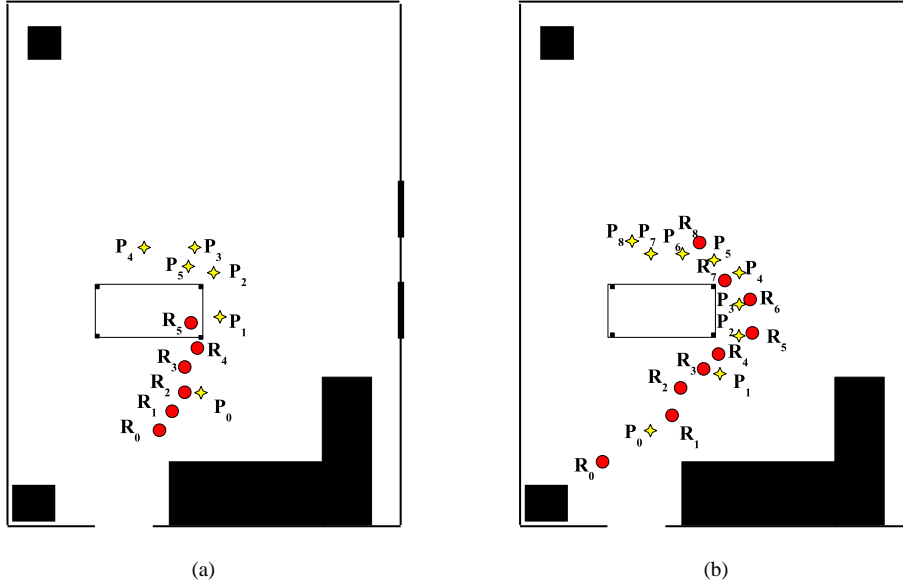 P₄ P₃
P₅ P₂
R₅ P₁
R₄
R₃
R₂
P₀
R₁
R₀
(a)
R₈
P₈ P₇ P₆ P₅
R₇ P₄
P₃ R₆
P₂ R₅
R₄
R₃
R₂ P₁
P₀ R₁
R₀
(b)